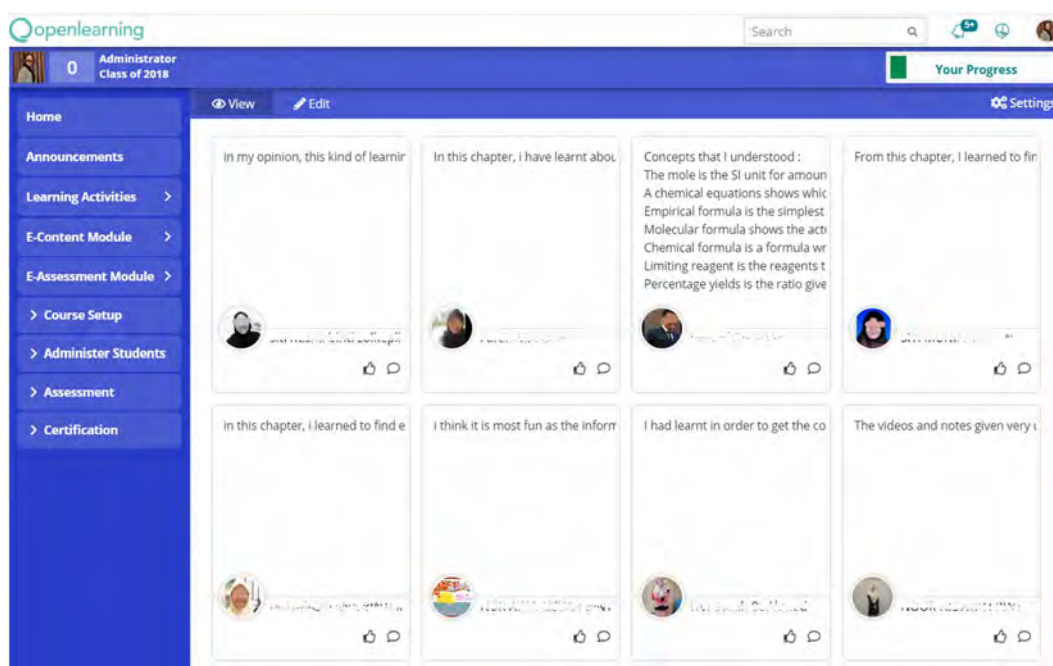 openlearning
Search
5+
0
Administrator
Class of 2018
Your Progress
Home
Announcements
Learning Activities
E-Content Module
E-Assessment Module
Course Setup
Administer Students
Assessment
Certification
View
Edit
Settings
in my opinion, this kind of learnin
In this chapter, i have learnt abou
Concepts that I understood :
The mole is the SI unit for amoun
A chemical equations shows whic
Empirical formula is the simplest
Molecular formula shows the actu
Chemical formula is a formula wr
Limiting reagent is the reagents t
Percentage yields is the ratio give
From this chapter, I learned to fin
in this chapter, i learned to find e
i think it is most fun as the inform
I had learnt in order to get the co
The videos and notes given very u